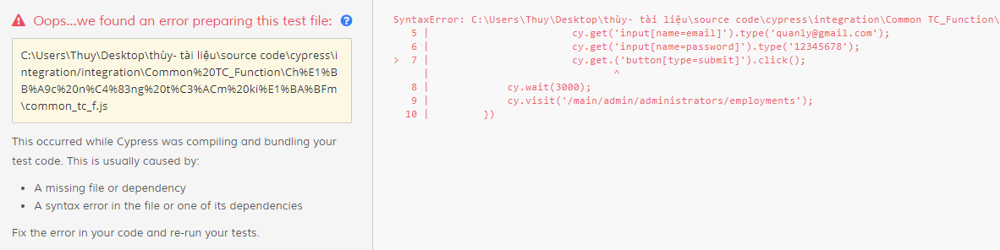 Oops...we found an error preparing this test file:
C:\Users\Thuy\Desktop\thùy- tài liệu\source code\cypress\i
ntegration/integration\Common%20TC_Function\Ch%E1%B
B%A9c%20n%C4%83ng%20t%C3%ACm%20ki%E1%BA%BFm
\common_tc_f.js
This occurred while Cypress was compiling and bundling your
test code. This is usually caused by:
• A missing file or dependency
• A syntax error in the file or one of its dependencies
Fix the error in your code and re-run your tests.
SyntaxError: C:\Users\Thuy\Desktop\thùy- tài liệu\source code\cypress\integration\Common TC_Function\
5 | cy.get('input[name=email]').type('quanly@gmail.com');
6 | cy.get('input[name=password]').type('12345678');
> 7 | cy.get.('button[type=submit]').click();
| ^
8 | cy.wait(3000);
9 | cy.visit('/main/admin/administrators/employments');
10 | })